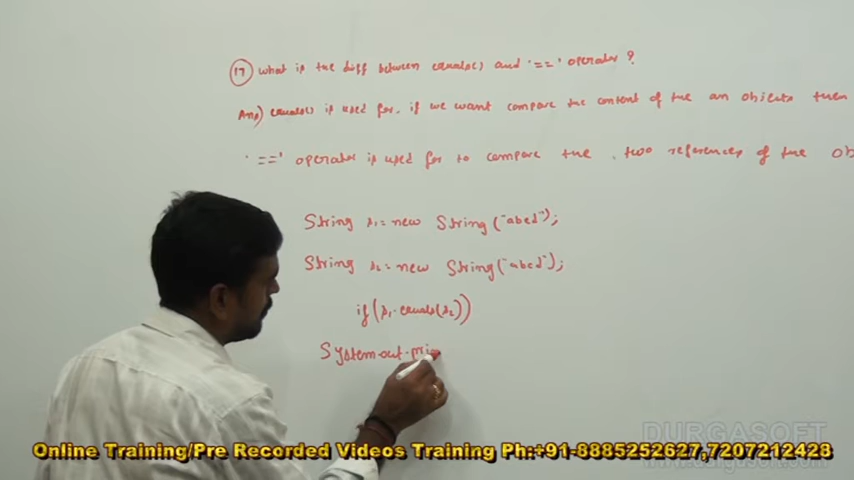 17 what is the diff between equals() and '==' operator ?
Ans) equals() is used for, if we want compare the content of the an objects then
'==' operator is used for to compare the two references of the ob
String s1 = new String("abcd");
String s2 = new String("abcd");
if(s1.equals(s2))
System.out.prin
DURGASOFT
Online Training/Pre Recorded Videos Training Ph:+91-8885252627,7207212428